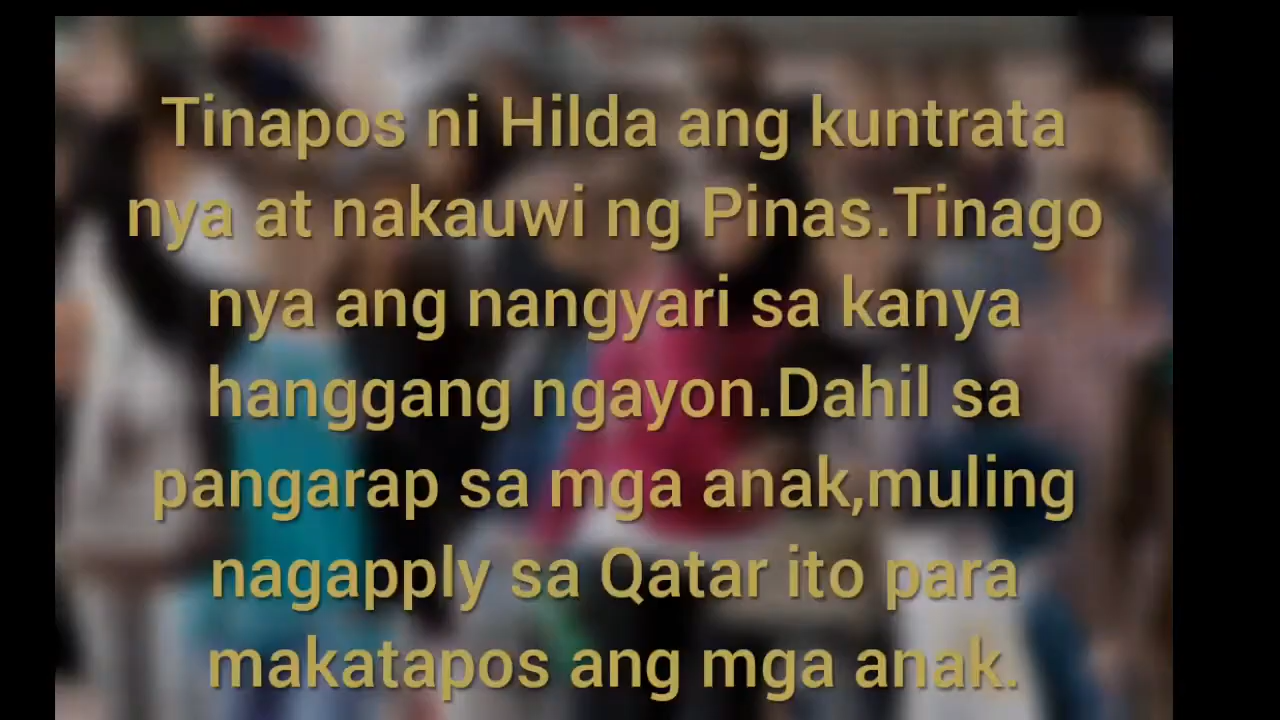 Tinapos ni Hilda ang kuntrata
nya at nakauwi ng Pinas.Tinago
nya ang nangyari sa kanya
hanggang ngayon.Dahil sa
pangarap sa mga anak,muling
nagapply sa Qatar ito para
makatapos ang mga anak.